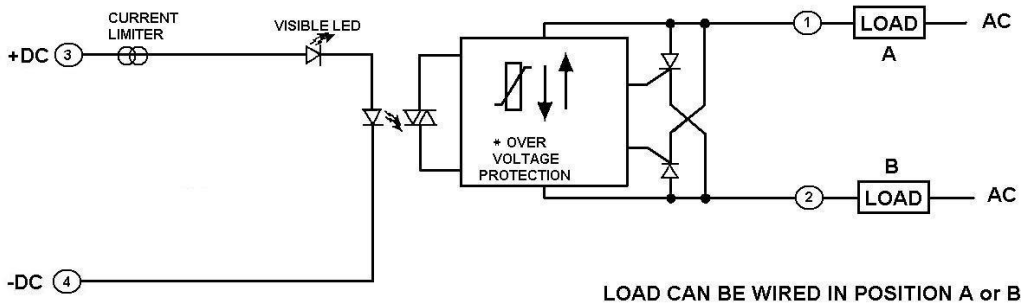 CURRENT
LIMITER
VISIBLE LED
+DC 3
1
LOAD
AC
A
* OVER
VOLTAGE
PROTECTION
B
2
LOAD
AC
-DC 4
LOAD CAN BE WIRED IN POSITION A or B